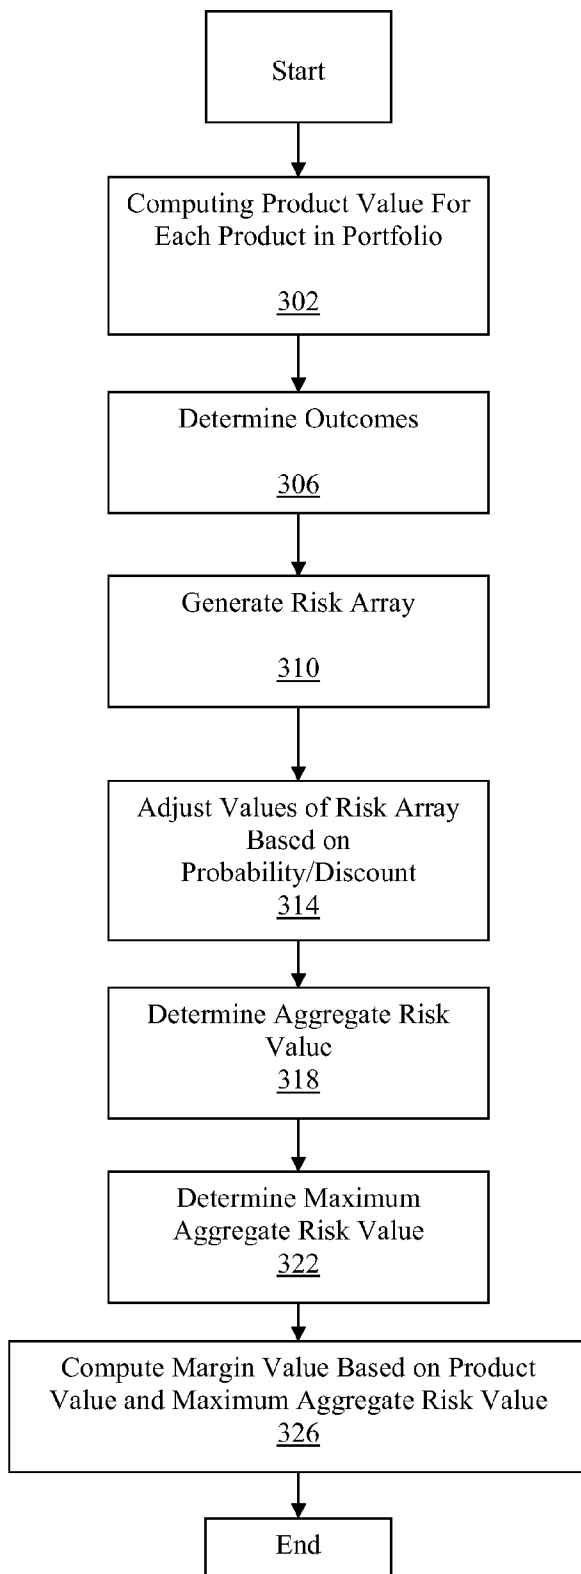 Start
Computing Product Value For
Each Product in Portfolio
302
Determine Outcomes
306
Generate Risk Array
310
Adjust Values of Risk Array
Based on
Probability/Discount
314
Determine Aggregate Risk
Value
318
Determine Maximum
Aggregate Risk Value
322
Compute Margin Value Based on Product
Value and Maximum Aggregate Risk Value
326
End